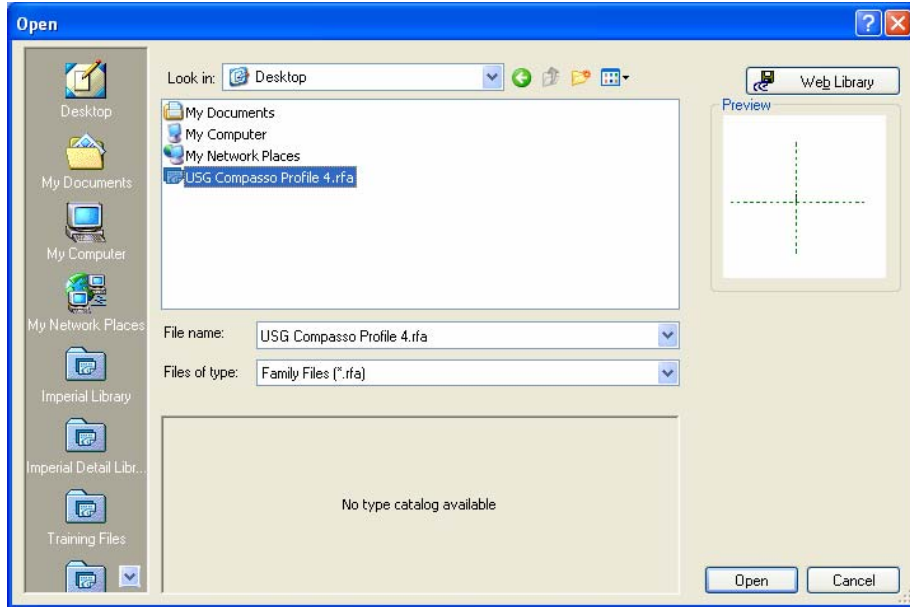 Open
Desktop
My Documents
My Computer
My Network Places
Imperial Library
Imperial Detail Libr...
Training Files
Look in: Desktop
My Documents
My Computer
My Network Places
USG Compasso Profile 4.rfa
File name: USG Compasso Profile 4.rfa
Files of type: Family Files (*.rfa)
No type catalog available
Web Library
Preview
Open Cancel